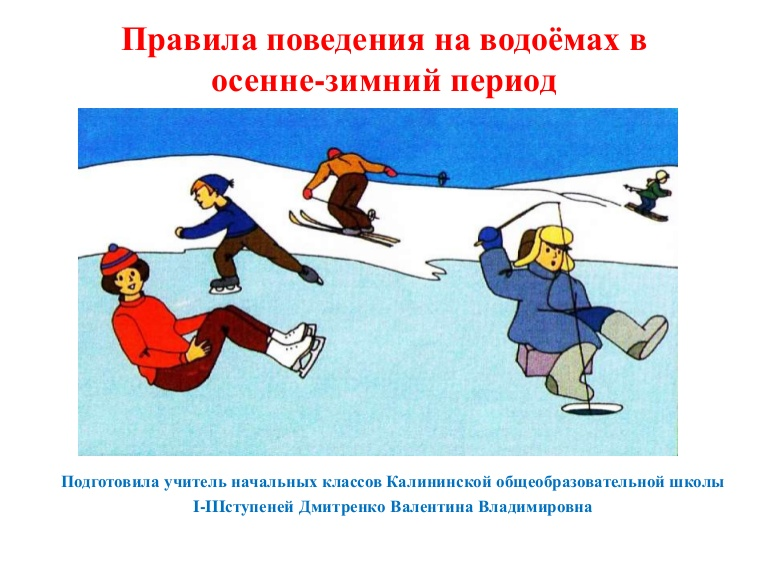 Правила поведения на водоёмах в
осенне-зимний период
Подготовила учитель начальных классов Калининской общеобразовательной школы
I-IIIступеней Дмитренко Валентина Владимировна